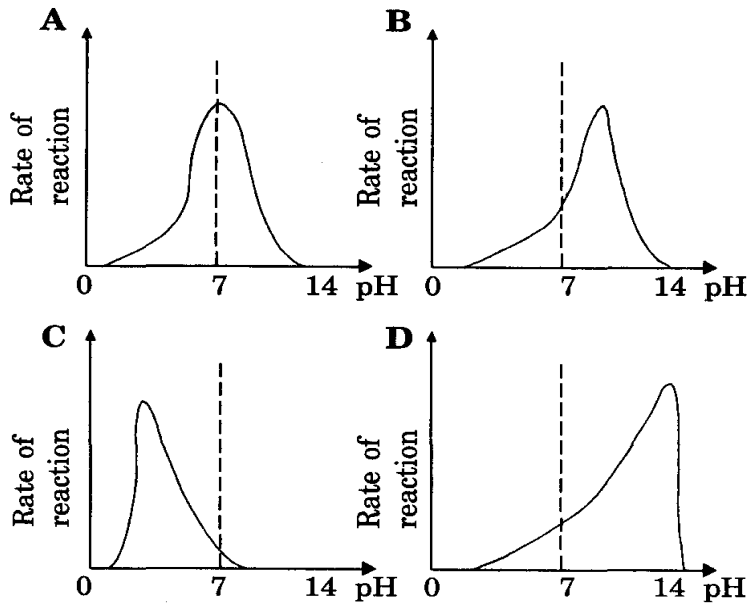 A
Rate of
reaction
0 7 14 pH
B
Rate of
reaction
0 7 14 pH
C
Rate of
reaction
0 7 14 pH
D
Rate of
reaction
0 7 14 pH